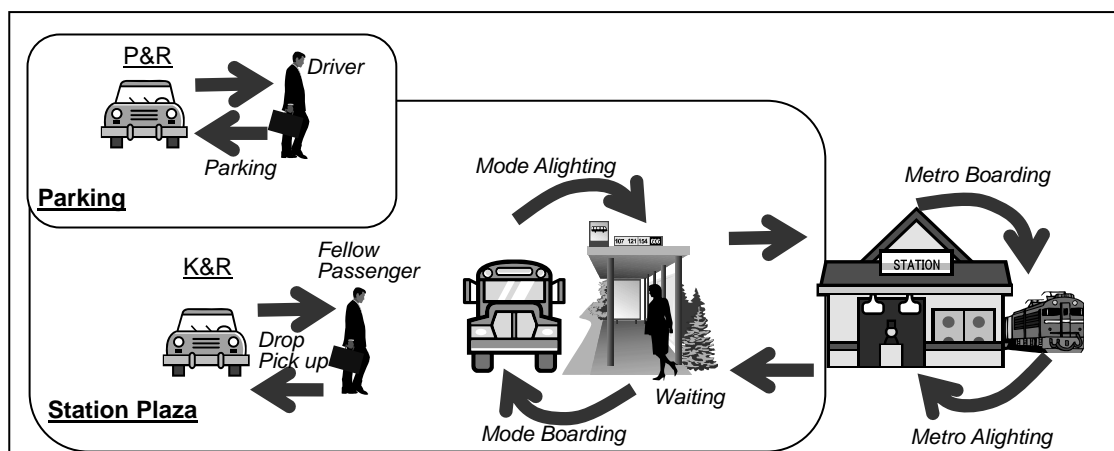 P&R
Driver
Parking
Parking
Mode Alighting
Metro Boarding
107 121 154 606
STATION
Fellow
Passenger
K&R
Drop
Pick up
Waiting
Station Plaza
Mode Boarding
Metro Alighting